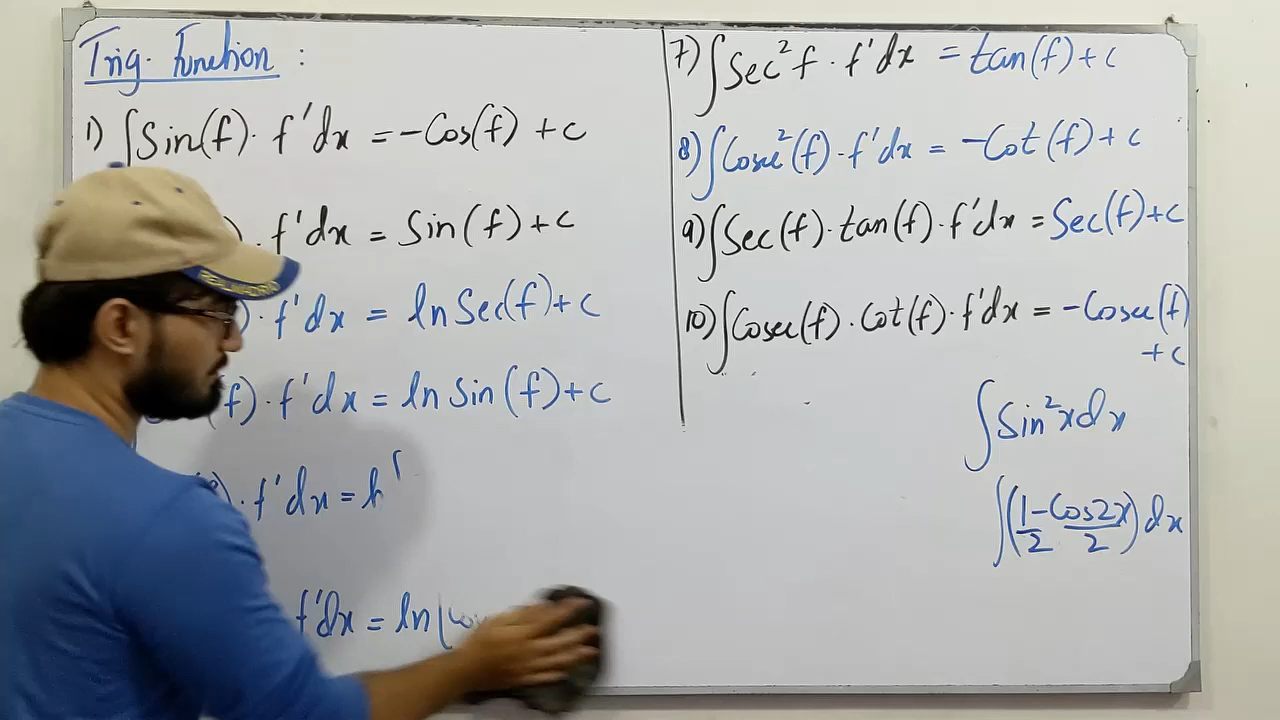 Trig. Function :
1) ∫Sin(f). f'dx = -Cos(f) + c
). f'dx = Sin(f) + c
). f'dx = ln Sec(f) + c
f). f'dx = ln Sin(f) + c
). f'dx = l
f'dx = ln
7) ∫Sec²f . f'dx = tan(f) + c
8) ∫Cosec²(f). f'dx = -Cot(f) + c
9) ∫Sec(f). tan(f). f'dx = Sec(f) + c
10) ∫Cosec(f). Cot(f). f'dx = -Cosec(f)
+ c
∫Sin²x dx
∫(1/2 - Cos2x/2) dx